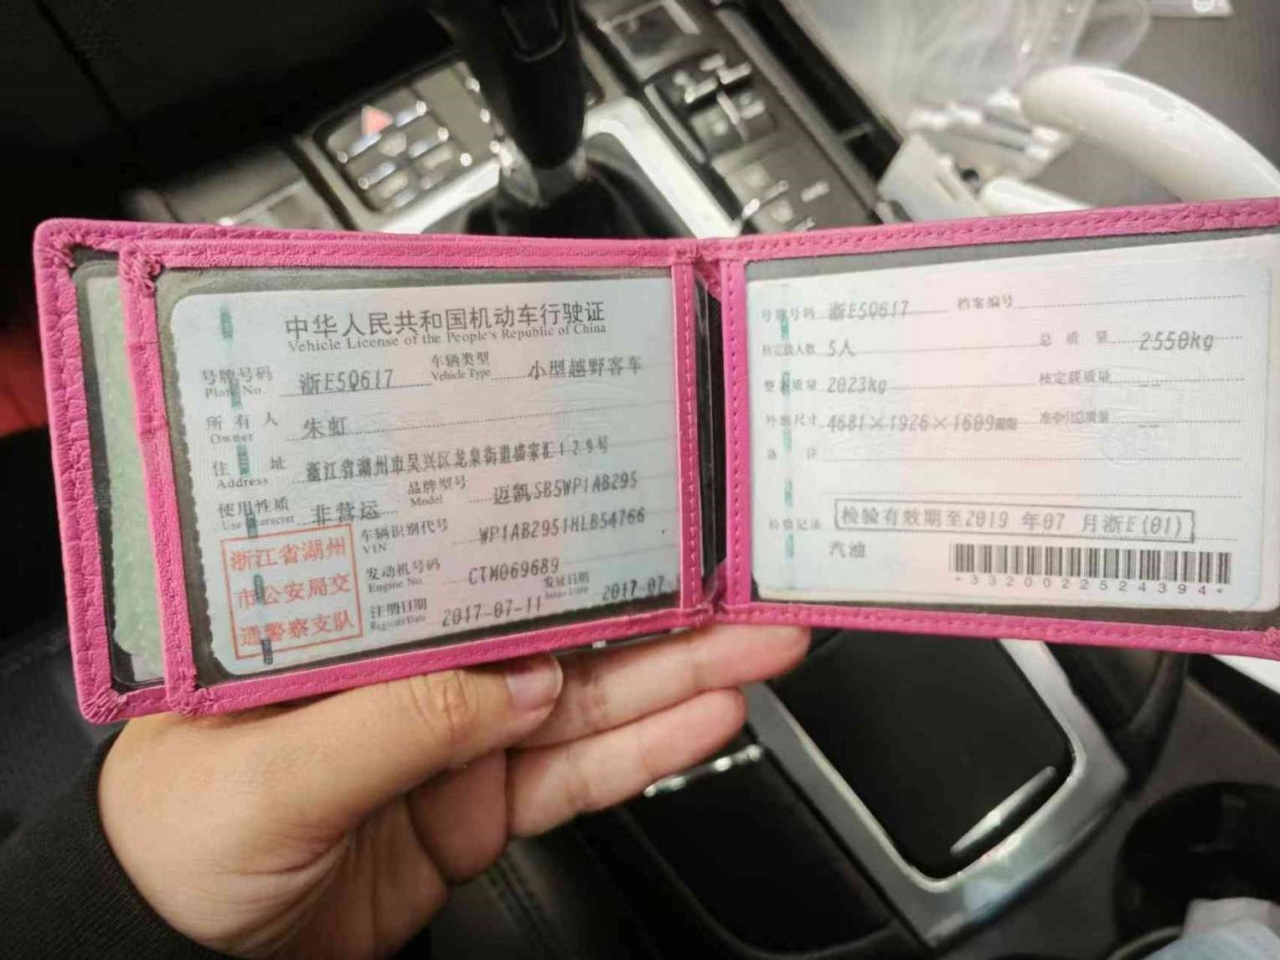 中华人民共和国机动车行驶证
Vehicle License of the People's Republic of China
号牌号码 浙E5Q617 车辆类型 小型越野客车
Plate No. Vehicle Type
所有人 朱虹
Owner
住址 浙江省湖州市吴兴区龙泉街道盛家汇129号
Address
使用性质 非营运 品牌型号 迈凯SB5WP1AB295
Use Character Model
车辆识别代号 WP1AB2951HLB54766
VIN
发动机号码 CTM069689
Engine No.
注册日期 2017-07-11 发证日期 2017-07
Register Date Issue Date
浙江省湖州
市公安局交
通警察支队
号牌号码 浙E5Q617 档案编号
核定载人数 5人 总质量 2550kg
整备质量 2023kg 核定载质量 --
外廓尺寸 4681×1926×1609mm 准牵引总质量 --
备注
检验记录 检验有效期至2019年07月浙E(01)
汽油
*3320022524394*